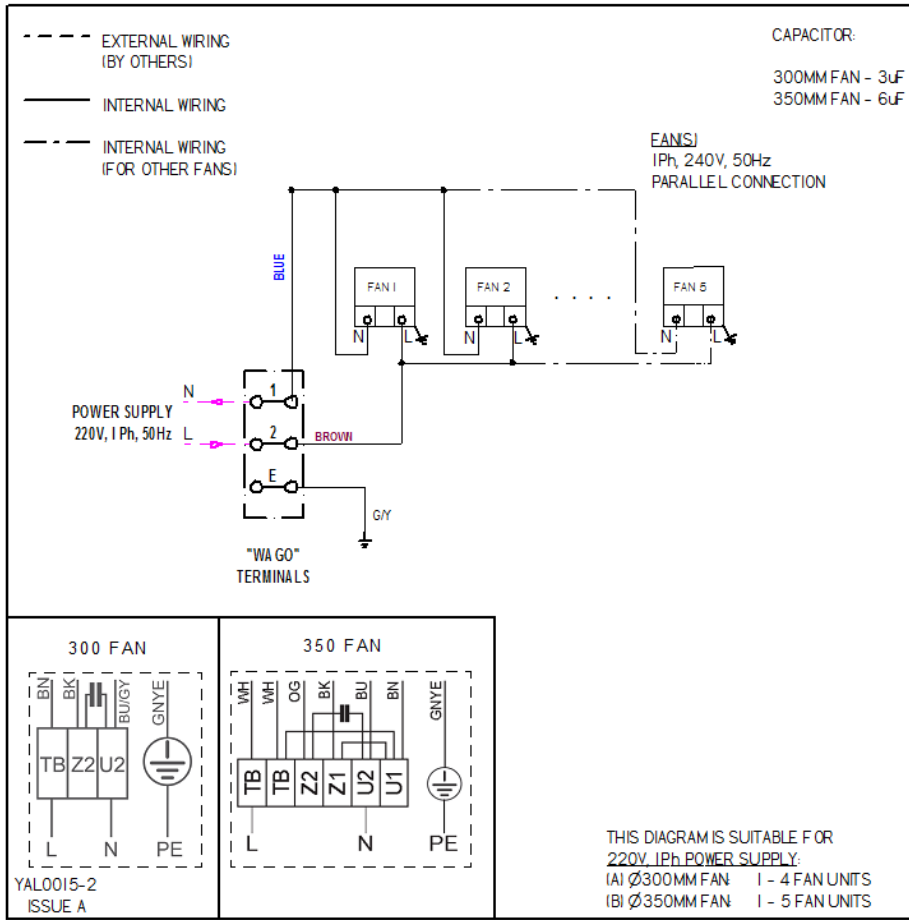 EXTERNAL WIRING
(BY OTHERS)
INTERNAL WIRING
INTERNAL WIRING
(FOR OTHER FANS)
CAPACITOR:
300MM FAN - 3uF
350MM FAN - 6uF
FAN(S)
1Ph, 240V, 50Hz
PARALLEL CONNECTION
BLUE
FAN 1
FAN 2
. . . .
FAN 5
N L
N L
N L
N
POWER SUPPLY
220V, 1 Ph, 50Hz L
1
2
E
BROWN
G/Y
"WAGO"
TERMINALS
300 FAN
BN BK BU/GY GNYE
TB Z2 U2
L N PE
YAL0015-2
ISSUE A
350 FAN
WH WH OG BK BU BN GNYE
TB TB Z2 Z1 U2 U1
L N PE
THIS DIAGRAM IS SUITABLE FOR
220V, 1Ph POWER SUPPLY:
(A) Ø300MM FAN: 1 - 4 FAN UNITS
(B) Ø350MM FAN: 1 - 5 FAN UNITS